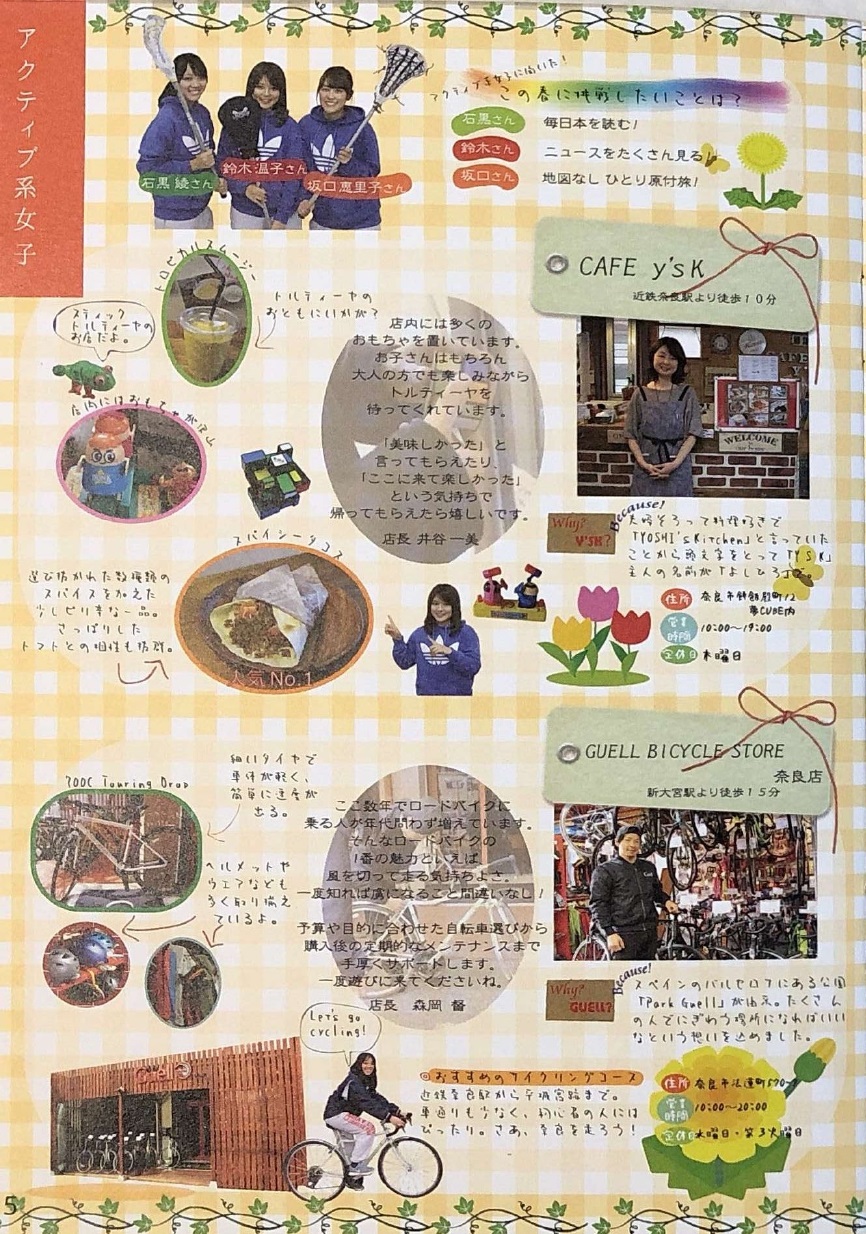 アクティブ系女子
石黒 綾さん
鈴木 温子さん
坂口 恵里子さん
アクティブ系女子に聞いた!
この春に挑戦したいことは?
石黒さん 毎日本を読む!
鈴木さん ニュースをたくさん見る
坂口さん 地図なし ひとり原付旅!
CAFE y's K
近鉄奈良駅より徒歩10分
トロピカルスムージー
トルティーヤの
おともにいかが?
スティック
トルティーヤの
お店だよ。
店内にはおもちゃが沢山
店内には多くの
おもちゃを置いています。
お子さんはもちろん
大人の方でも楽しみながら
トルティーヤを
待ってくれています。
「美味しかった」と
言ってもらえたり、
「ここに来て楽しかった」
という気持ちで
帰ってもらえたら嬉しいです。
店長 井谷 一美
WELCOME
Why?
Y'SK?
Because!
夫婦そろって料理好きで
「YOSHI's Kitchen」と言っていた
ことから頭文字をとって「Y'S K」
主人の名前が「よしひろ」で
住所 奈良市餅飯殿町12
夢CUBE内
営業時間 10:00〜19:00
定休日 木曜日
スパイシータコス
選び抜かれた数種類の
スパイスを加えた
少しピリ辛な一品。
さっぱりした
トマトとの相性も抜群。
人気 No.1
GUELL BICYCLE STORE
奈良店
新大宮駅より徒歩15分
700C Touring Drop
細いタイヤで
車体が軽く、
簡単に速度が
出る。
ヘルメットや
ウエアなども
多く取り揃え
ているよ。
ここ数年でロードバイクに
乗る人が年代問わず増えています。
そんなロードバイクの
1番の魅力といえば、
風を切って走る気持ちよさ。
一度知れば虜になること間違いなし!
予算や目的に合わせた自転車選びから
購入後の定期的なメンテナンスまで
手厚くサポートします。
一度遊びに来てくださいね。
店長 森岡 督
Why?
GUELL?
Because!
スペインのバルセロナにある公園
「Park Guell」が由来。たくさん
の人でにぎわう場所になればいい
なという想いを込めました。
Let's go
cycling!
おすすめのサイクリングコース
近鉄奈良駅から平城宮跡まで。
車通りも少なく、初心者の人には
ぴったり。さあ、奈良を走ろう!
住所 奈良市法蓮町570-
営業時間 10:00〜20:00
定休日 木曜日・第3火曜日
5